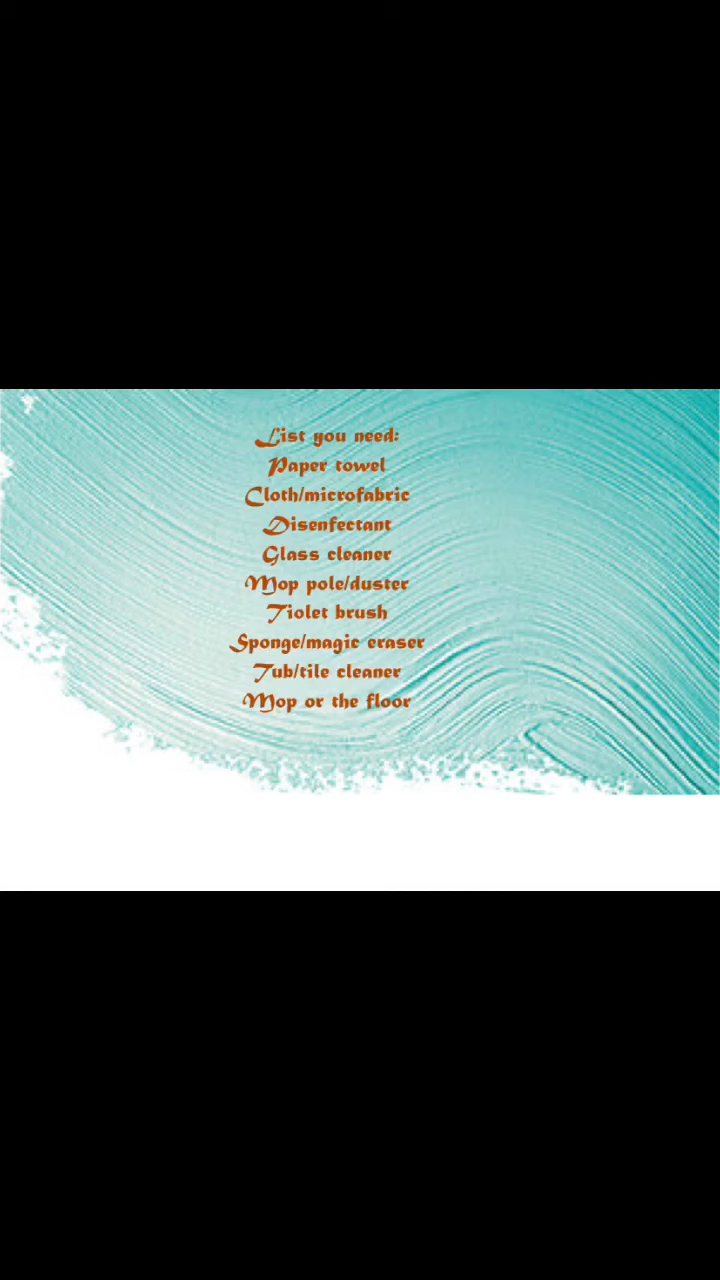 List you need:
Paper towel
Cloth/microfabric
Disenfectant
Glass cleaner
Mop pole/duster
Tiolet brush
Sponge/magic eraser
Tub/tile cleaner
Mop or the floor